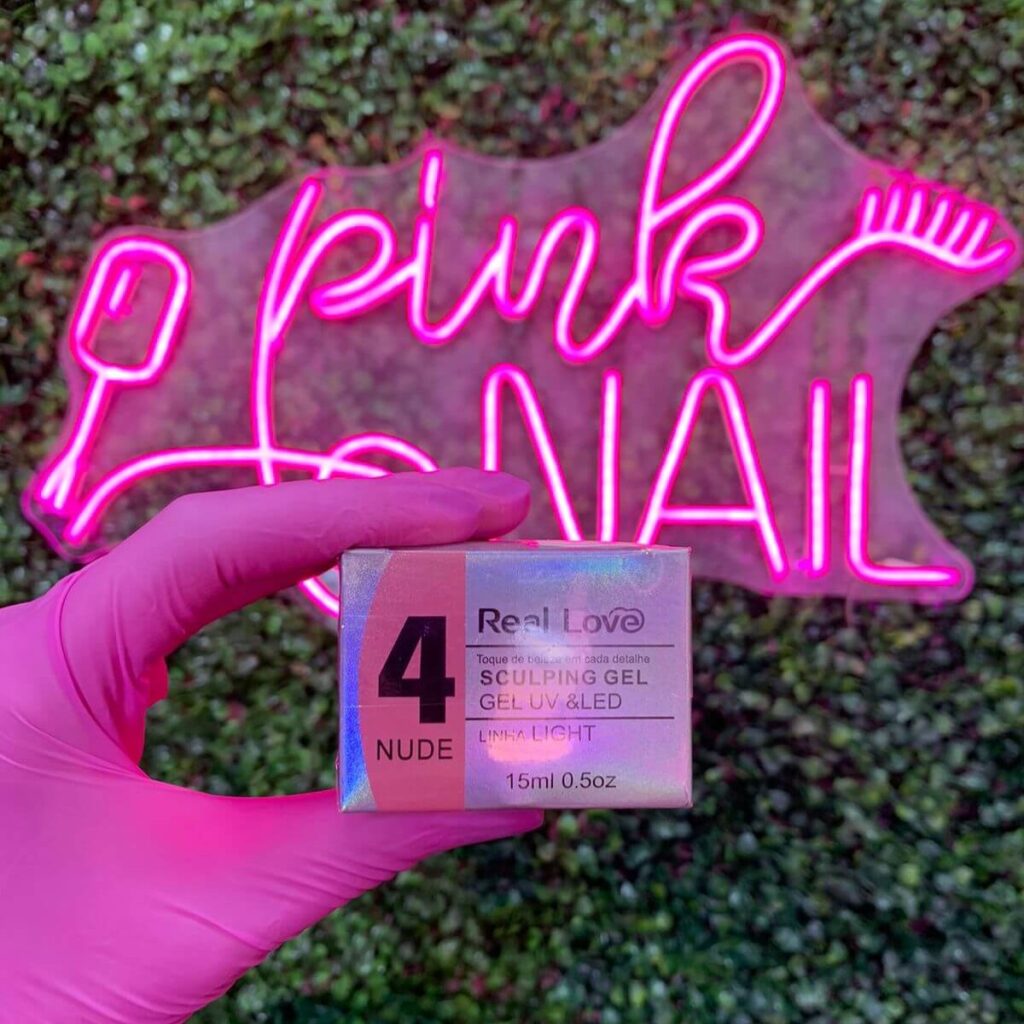 pink
NAIL
4
NUDE
Real Love
Toque de beleza em cada detalhe
SCULPING GEL
GEL UV &LED
LINHA LIGHT
15ml 0.5oz